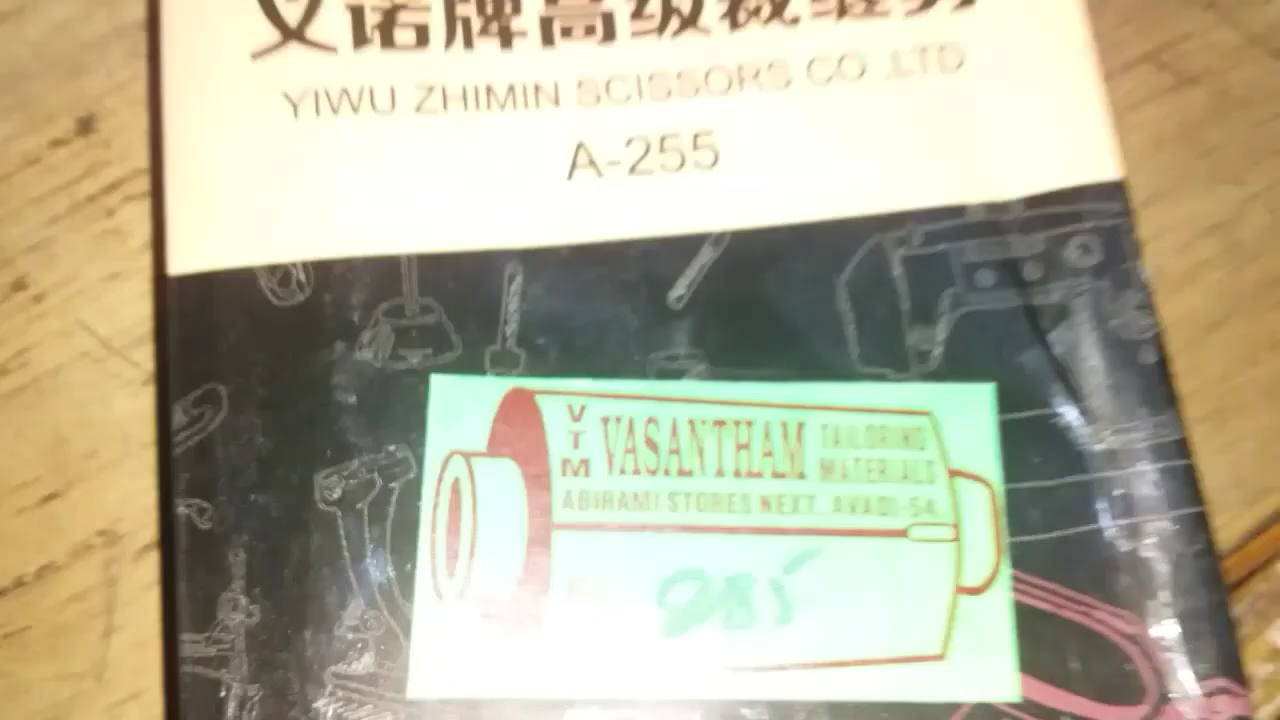 艾诺牌高级裁缝剪
YIWU ZHIMIN SCISSORS CO .LTD
A-255
VTM VASANTHAM TAILORING MATERIALS
ABIRAMI STORES NEXT. AVADI-54.